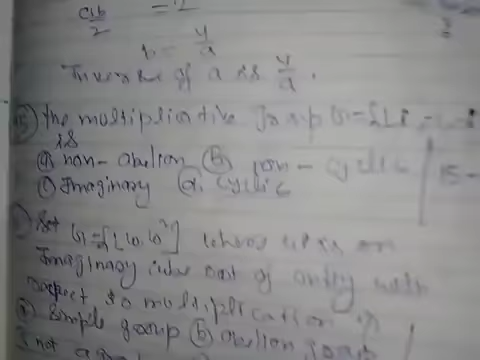 ab/2 = 1
b = 4/a
Inverse of a is 4/a.
the multiplicative Group G={1, i, -1, -i
is
(a) non-abelian (b) non-cyclic
(c) Imaginary (d) cyclic
Set G={1, ω, ω²} where ω is an
Imaginary cube root of unity with
respect to multiplication is
(a) Simple group (b) abelian group
not a